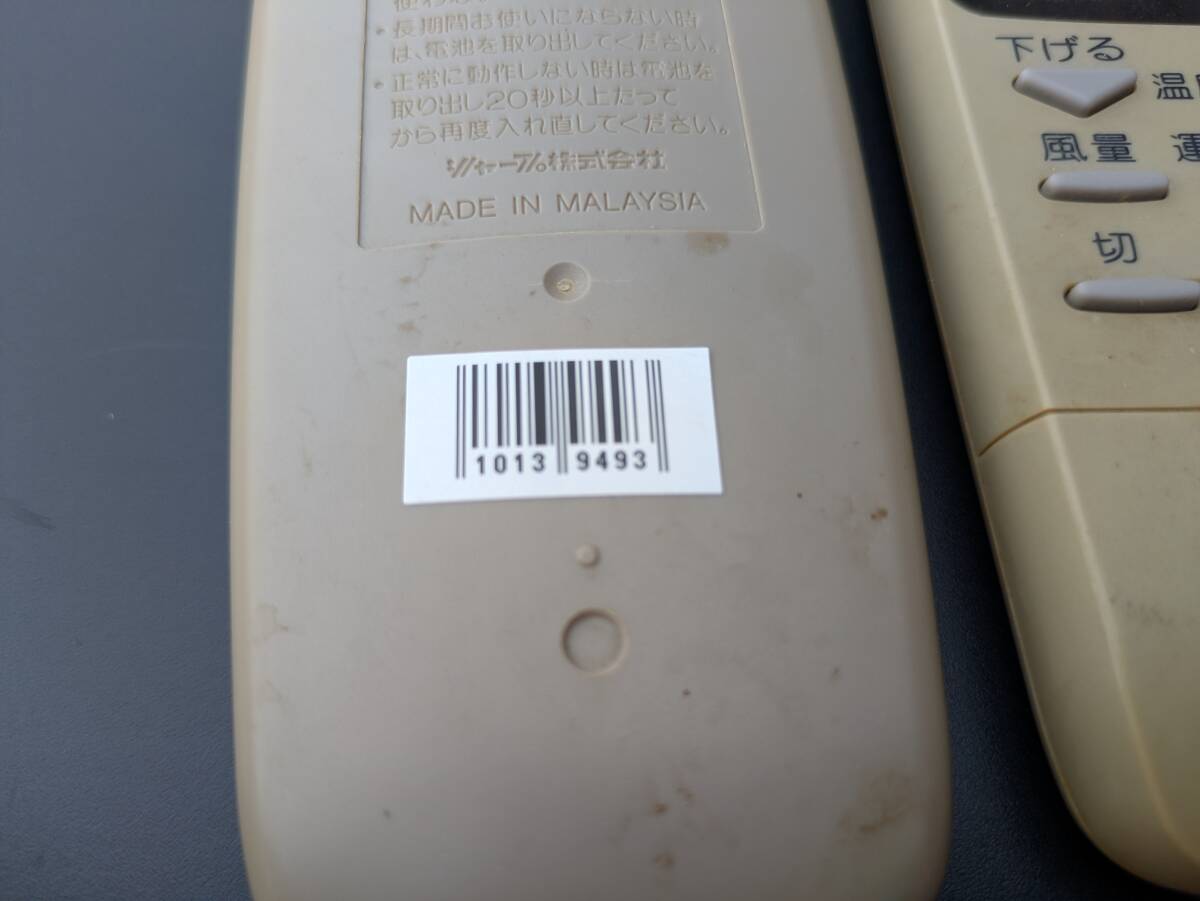 ・長期間お使いにならない時
は、電池を取り出してください。
・正常に動作しない時は電池を
取り出し20秒以上たって
から再度入れ直してください。
シャープ株式会社
MADE IN MALAYSIA
1013 9493
下げる
温
風量 運
切